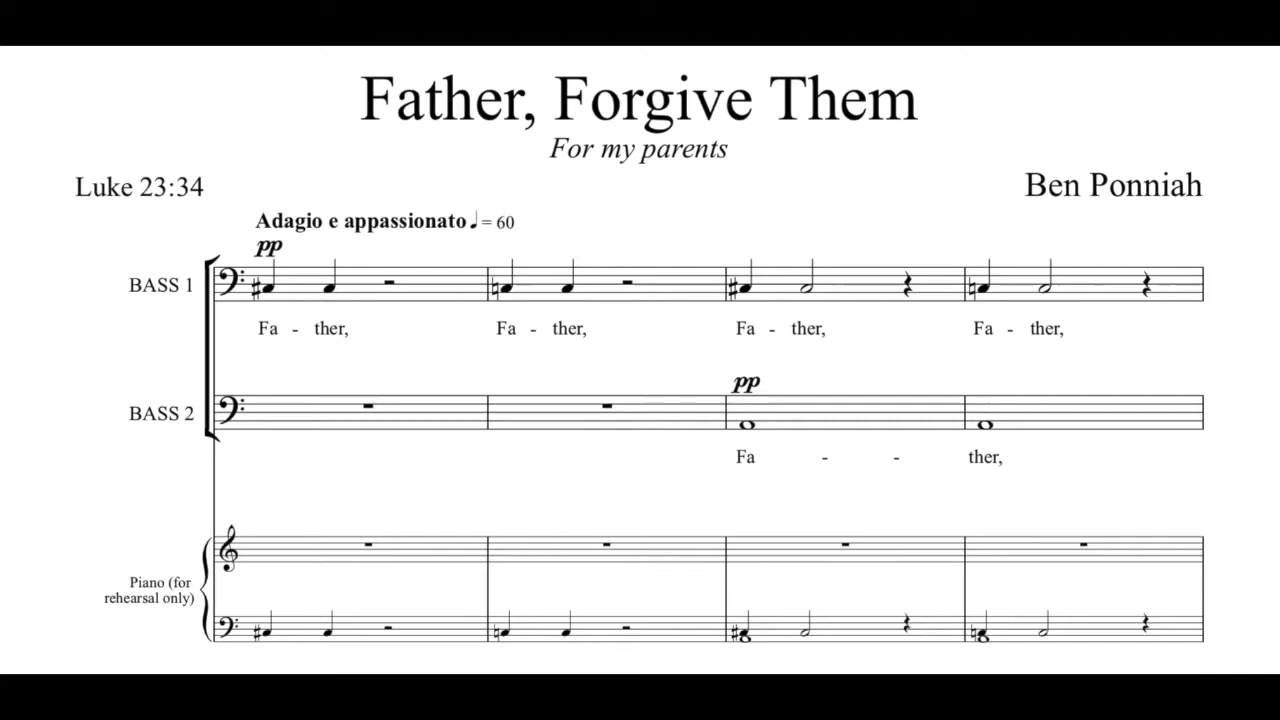 Father, Forgive Them
For my parents
Luke 23:34
Ben Ponniah
Adagio e appassionato ♩ = 60
pp
BASS 1
Fa - ther, Fa - ther, Fa - ther, Fa - ther,
pp
BASS 2
Fa - - ther,
Piano (for
rehearsal only)